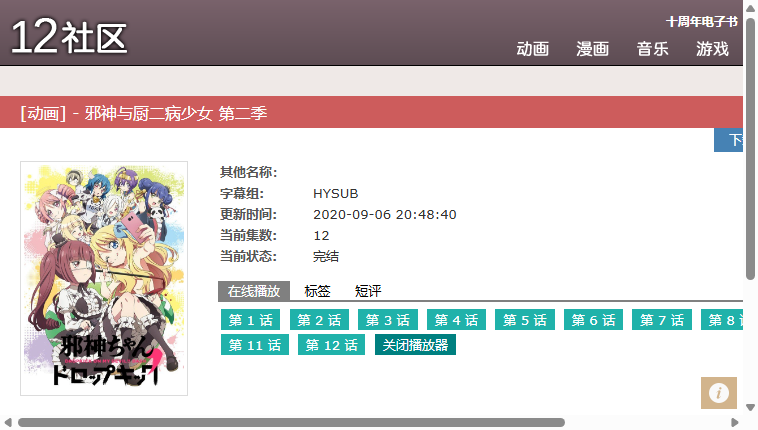 12社区
十周年电子书
动画 漫画 音乐 游戏
[动画] - 邪神与厨二病少女 第二季
其他名称:
字幕组: HYSUB
更新时间: 2020-09-06 20:48:40
当前集数: 12
当前状态: 完结
在线播放 标签 短评
第 1 话 第 2 话 第 3 话 第 4 话 第 5 话 第 6 话 第 7 话 第 8
第 11 话 第 12 话 关闭播放器
邪神ちゃん
ドロップキック